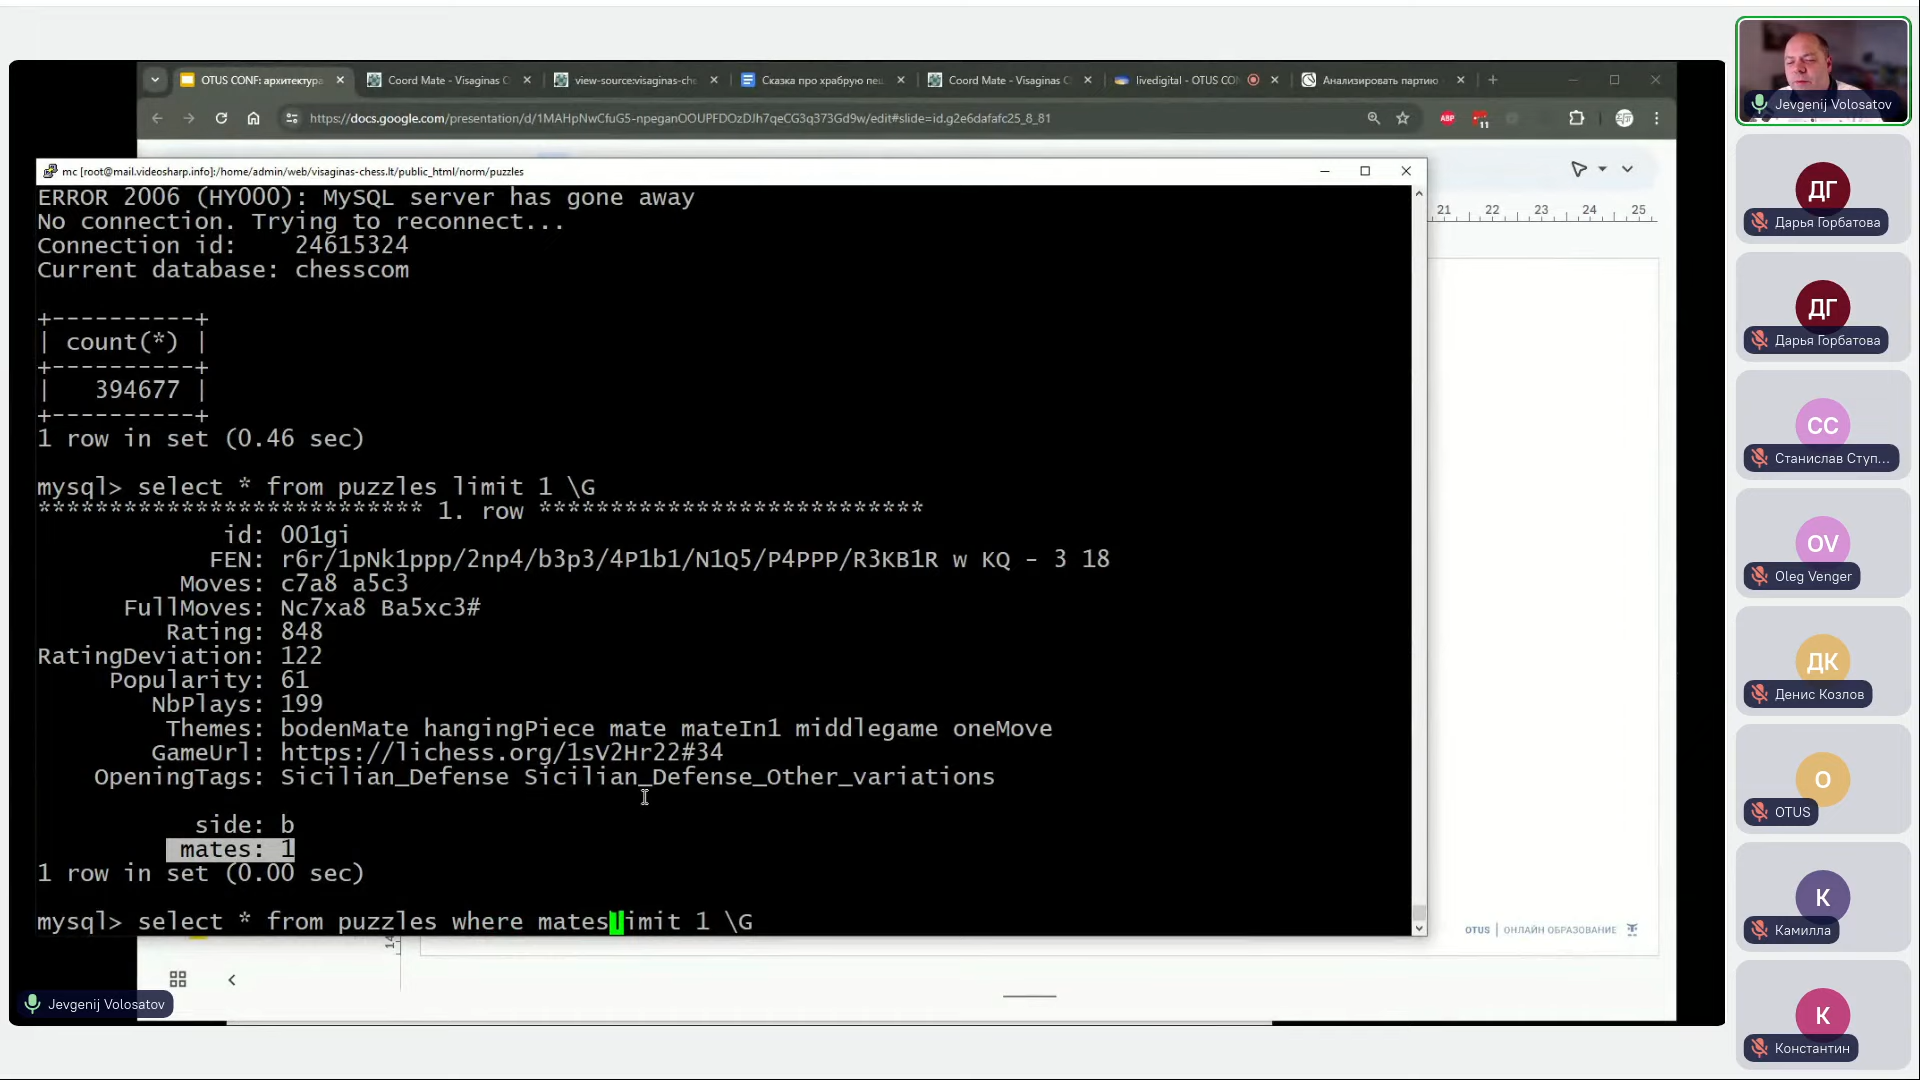 OTUS CONF: архитектура
Coord Mate - Visaginas C
view-source:visaginas-che
Сказка про храбрую пеш
Coord Mate - Visaginas C
livedigital - OTUS CON
Анализировать партию
https://docs.google.com/presentation/d/1MAHpNwCfuG5-npeganOOUPFDOzDJh7qeCG3q373Gd9w/edit#slide=id.g2e6dafafc25_8_81
ABP
11
mc [root@mail.videosharp.info]:/home/admin/web/visaginas-chess.lt/public_html/norm/puzzles
21 22 23 24 25
ERROR 2006 (HY000): MySQL server has gone away
No connection. Trying to reconnect...
Connection id:    24615324
Current database: chesscom
+----------+
| count(*) |
+----------+
|   394677 |
+----------+
1 row in set (0.46 sec)
mysql> select * from puzzles limit 1 \G
*************************** 1. row ***************************
id: 001gi
FEN: r6r/1pNk1ppp/2np4/b3p3/4P1b1/N1Q5/P4PPP/R3KB1R w KQ - 3 18
Moves: c7a8 a5c3
FullMoves: Nc7xa8 Ba5xc3#
Rating: 848
RatingDeviation: 122
Popularity: 61
NbPlays: 199
Themes: bodenMate hangingPiece mate mateIn1 middlegame oneMove
GameUrl: https://lichess.org/1sV2Hr22#34
OpeningTags: Sicilian_Defense Sicilian_Defense_Other_variations
side: b
mates: 1
1 row in set (0.00 sec)
mysql> select * from puzzles where mateslimit 1 \G
14
OTUS | ОНЛАЙН ОБРАЗОВАНИЕ
Jevgenij Volosatov
Jevgenij Volosatov
ДГ
Дарья Горбатова
ДГ
Дарья Горбатова
СС
Станислав Ступ...
OV
Oleg Venger
ДК
Денис Козлов
O
OTUS
К
Камилла
К
Константин